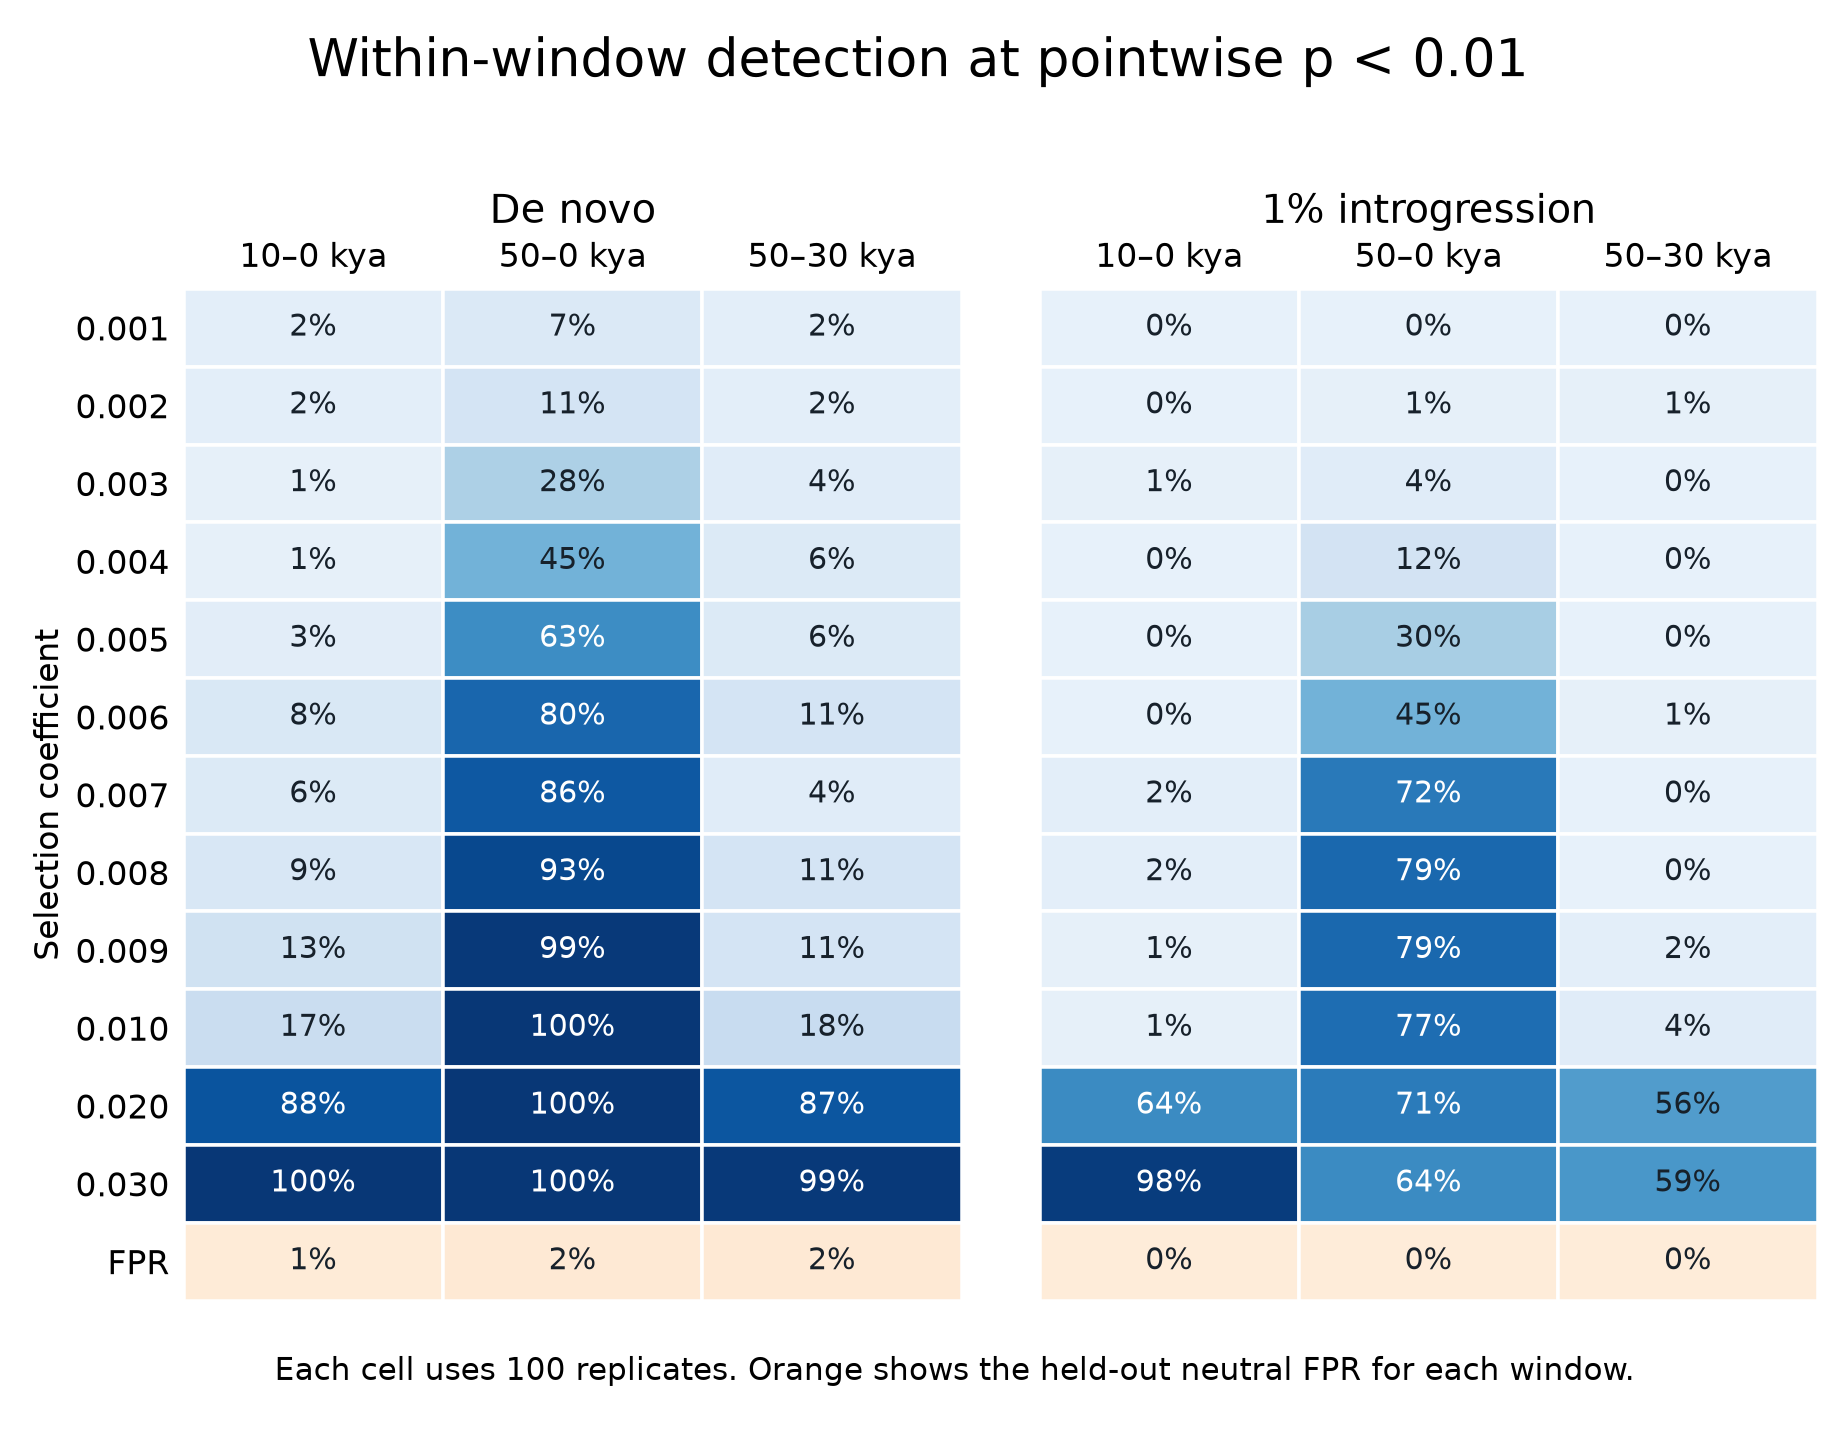 Within-window detection at pointwise p < 0.01
De novo
1% introgression
10–0 kya 50–0 kya 50–30 kya 10–0 kya 50–0 kya 50–30 kya
Selection coefficient
0.001 2% 7% 2% 0% 0% 0%
0.002 2% 11% 2% 0% 1% 1%
0.003 1% 28% 4% 1% 4% 0%
0.004 1% 45% 6% 0% 12% 0%
0.005 3% 63% 6% 0% 30% 0%
0.006 8% 80% 11% 0% 45% 1%
0.007 6% 86% 4% 2% 72% 0%
0.008 9% 93% 11% 2% 79% 0%
0.009 13% 99% 11% 1% 79% 2%
0.010 17% 100% 18% 1% 77% 4%
0.020 88% 100% 87% 64% 71% 56%
0.030 100% 100% 99% 98% 64% 59%
FPR 1% 2% 2% 0% 0% 0%
Each cell uses 100 replicates. Orange shows the held-out neutral FPR for each window.